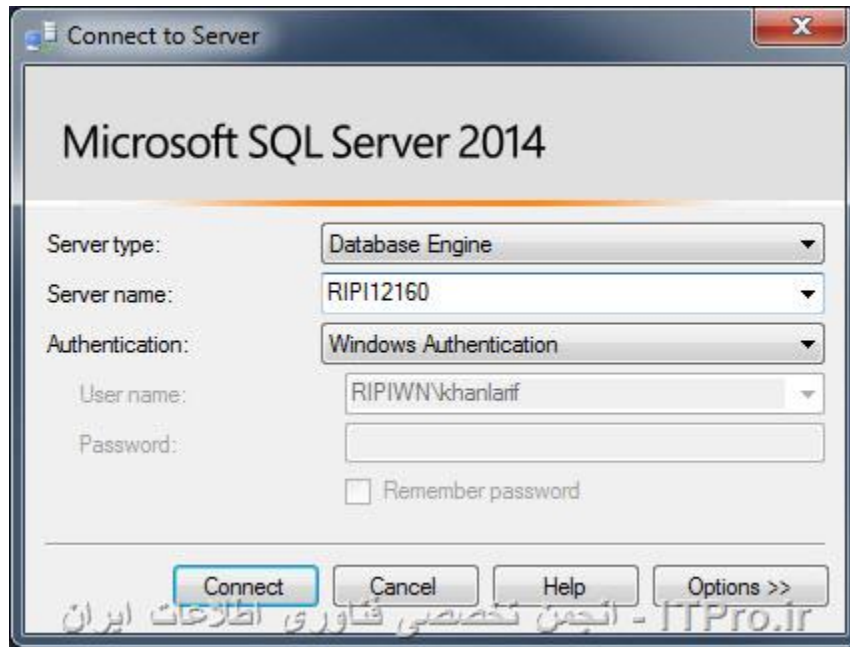 Connect to Server
Microsoft SQL Server 2014
Server type: Database Engine
Server name: RIPI12160
Authentication: Windows Authentication
User name: RIPIWN\khanlarif
Password:
Remember password
Connect Cancel Help Options >>
ITPro.ir - انجمن تخصصی فناوری اطلاعات ایران